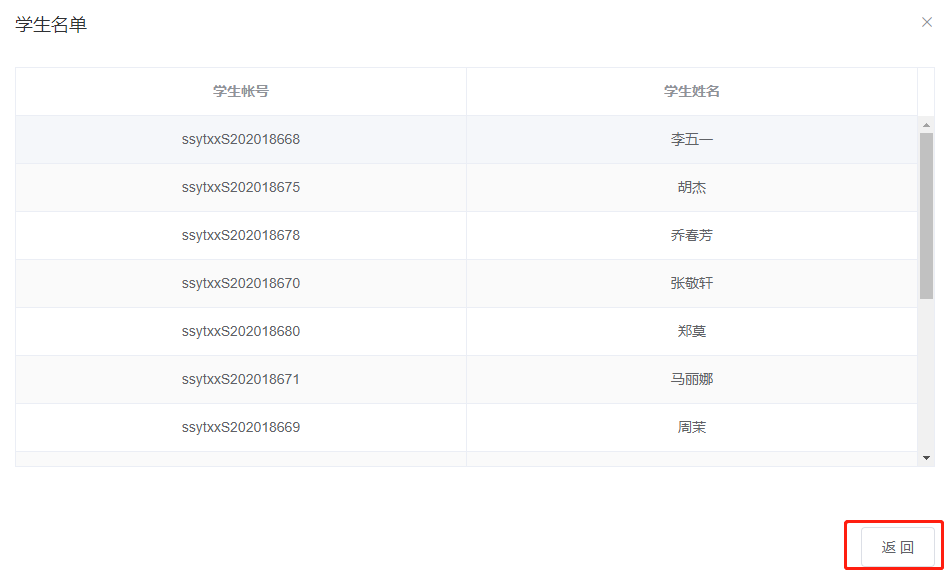 学生名单
学生帐号 学生姓名
ssytxxS202018668 李五一
ssytxxS202018675 胡杰
ssytxxS202018678 乔春芳
ssytxxS202018670 张敬轩
ssytxxS202018680 郑莫
ssytxxS202018671 马丽娜
ssytxxS202018669 周茉
返 回